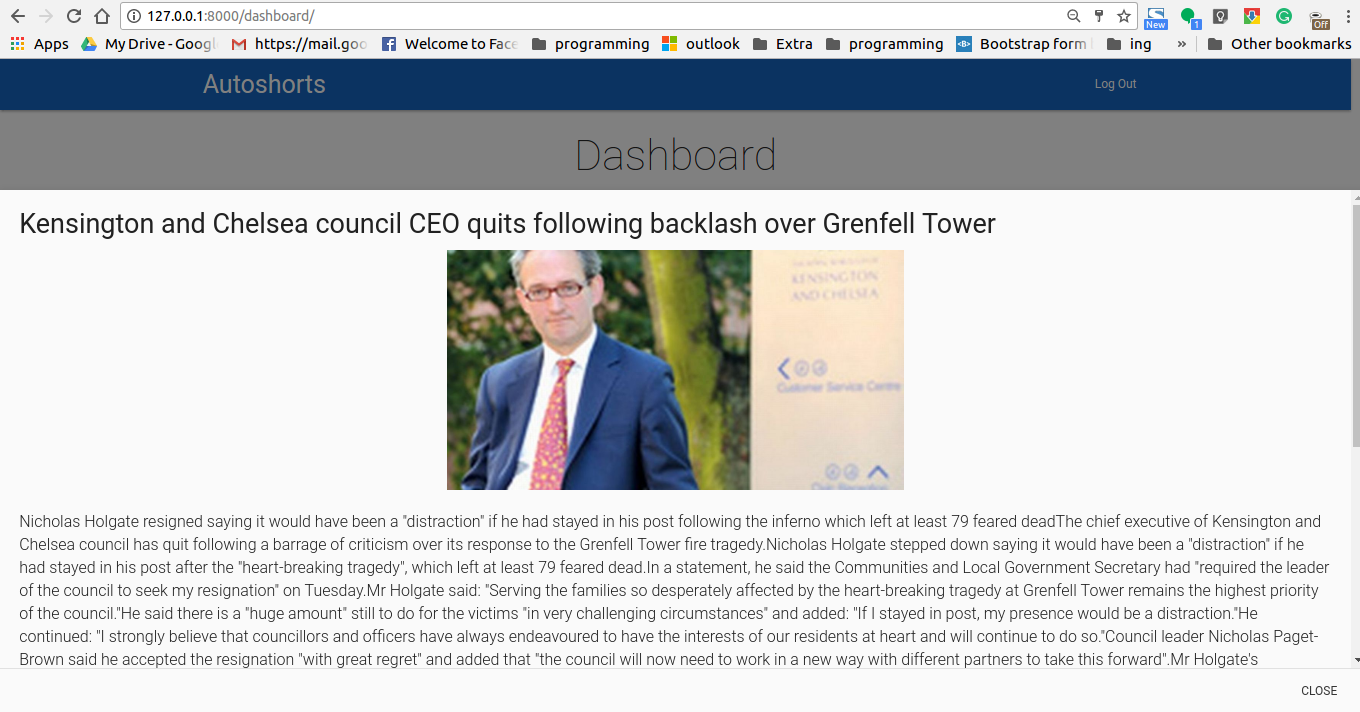 127.0.0.1:8000/dashboard/
New
1
Off
Apps
My Drive - Googl
https://mail.goo
Welcome to Face
programming
outlook
Extra
programming
Bootstrap form
ing
»
Other bookmarks
Autoshorts
Log Out
Dashboard
Kensington and Chelsea council CEO quits following backlash over Grenfell Tower
KENSINGTON
AND CHELSEA
Customer Service Centre
Civic Reception
Nicholas Holgate resigned saying it would have been a "distraction" if he had stayed in his post following the inferno which left at least 79 feared deadThe chief executive of Kensington and
Chelsea council has quit following a barrage of criticism over its response to the Grenfell Tower fire tragedy.Nicholas Holgate stepped down saying it would have been a "distraction" if he
had stayed in his post after the "heart-breaking tragedy", which left at least 79 feared dead.In a statement, he said the Communities and Local Government Secretary had "required the leader
of the council to seek my resignation" on Tuesday.Mr Holgate said: "Serving the families so desperately affected by the heart-breaking tragedy at Grenfell Tower remains the highest priority
of the council."He said there is a "huge amount" still to do for the victims "in very challenging circumstances" and added: "If I stayed in post, my presence would be a distraction."He
continued: "I strongly believe that councillors and officers have always endeavoured to have the interests of our residents at heart and will continue to do so."Council leader Nicholas Paget-
Brown said he accepted the resignation "with great regret" and added that "the council will now need to work in a new way with different partners to take this forward".Mr Holgate's
CLOSE